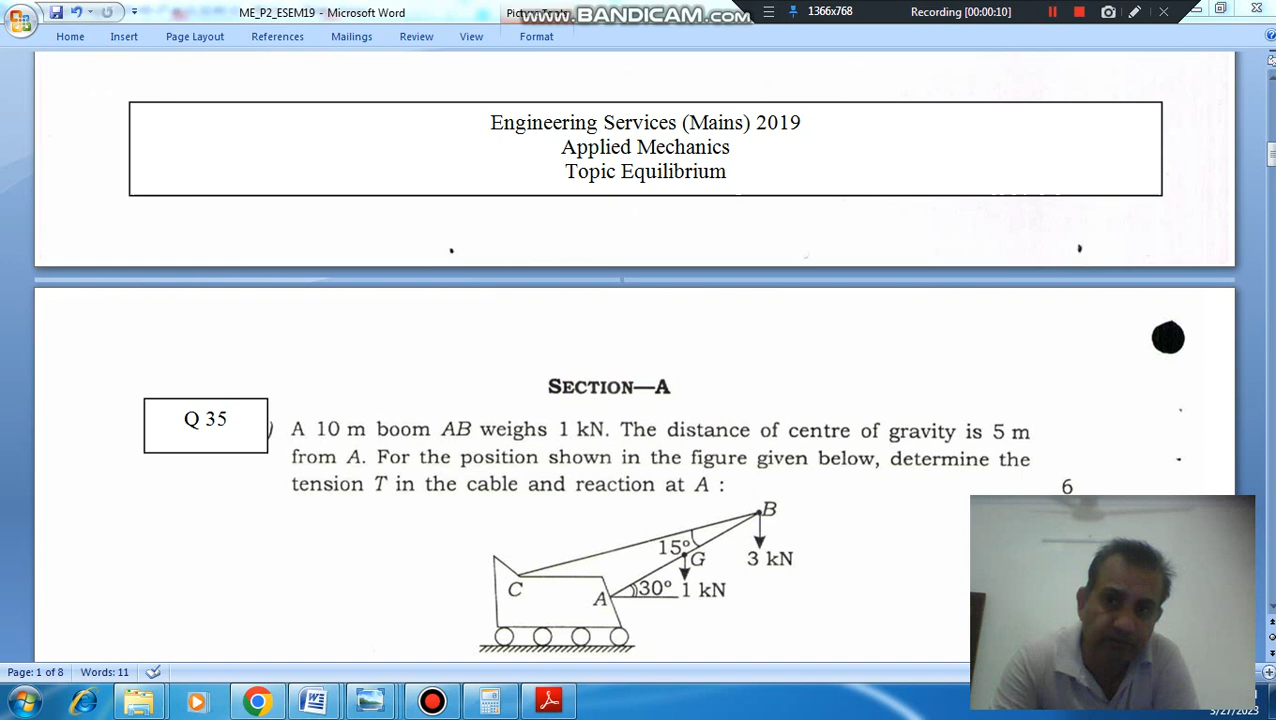 ME_P2_ESEM19 - Microsoft Word
www.BANDICAM.com
1366x768
Recording [00:00:10]
Home Insert Page Layout References Mailings Review View Format
Engineering Services (Mains) 2019
Applied Mechanics
Topic Equilibrium
SECTION—A
Q 35
) A 10 m boom AB weighs 1 kN. The distance of centre of gravity is 5 m
from A. For the position shown in the figure given below, determine the
tension T in the cable and reaction at A :
6
B
15°
G
3 kN
C
A
30°
1 kN
Page: 1 of 8 Words: 11